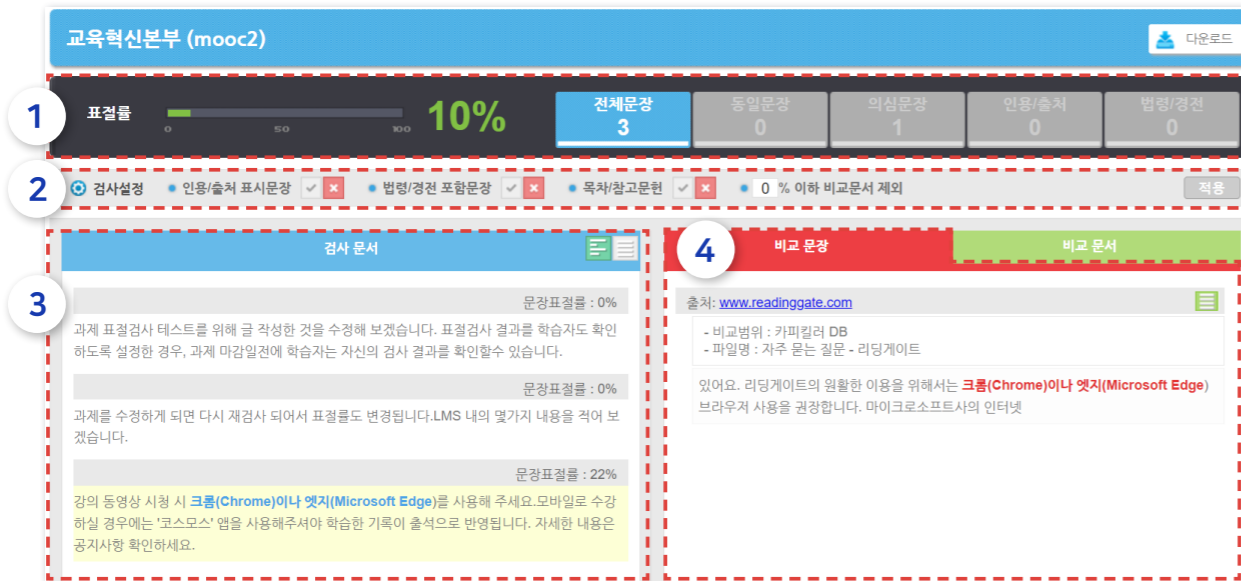 교육혁신본부 (mooc2)
다운로드
1
표절률
0 50 100
10%
전체문장
3
동일문장
0
의심문장
1
인용/출처
0
법령/경전
0
2
검사설정 인용/출처 표시문장 법령/경전 포함문장 목차/참고문헌 0 % 이하 비교문서 제외 적용
3
검사 문서
문장표절률 : 0%
과제 표절검사 테스트를 위해 글 작성한 것을 수정해 보겠습니다. 표절검사 결과를 학습자도 확인
하도록 설정한 경우, 과제 마감일전에 학습자는 자신의 검사 결과를 확인할수 있습니다.
문장표절률 : 0%
과제를 수정하게 되면 다시 재검사 되어서 표절률도 변경됩니다.LMS 내의 몇가지 내용을 적어 보
겠습니다.
문장표절률 : 22%
강의 동영상 시청 시 크롬(Chrome)이나 엣지(Microsoft Edge)를 사용해 주세요.모바일로 수강
하실 경우에는 '코스모스' 앱을 사용해주셔야 학습한 기록이 출석으로 반영됩니다. 자세한 내용은
공지사항 확인하세요.
4
비교 문장
비교 문서
출처: www.readinggate.com
- 비교범위 : 카피킬러 DB
- 파일명 : 자주 묻는 질문 - 리딩게이트
있어요. 리딩게이트의 원활한 이용을 위해서는 크롬(Chrome)이나 엣지(Microsoft Edge)
브라우저 사용을 권장합니다. 마이크로소프트사의 인터넷